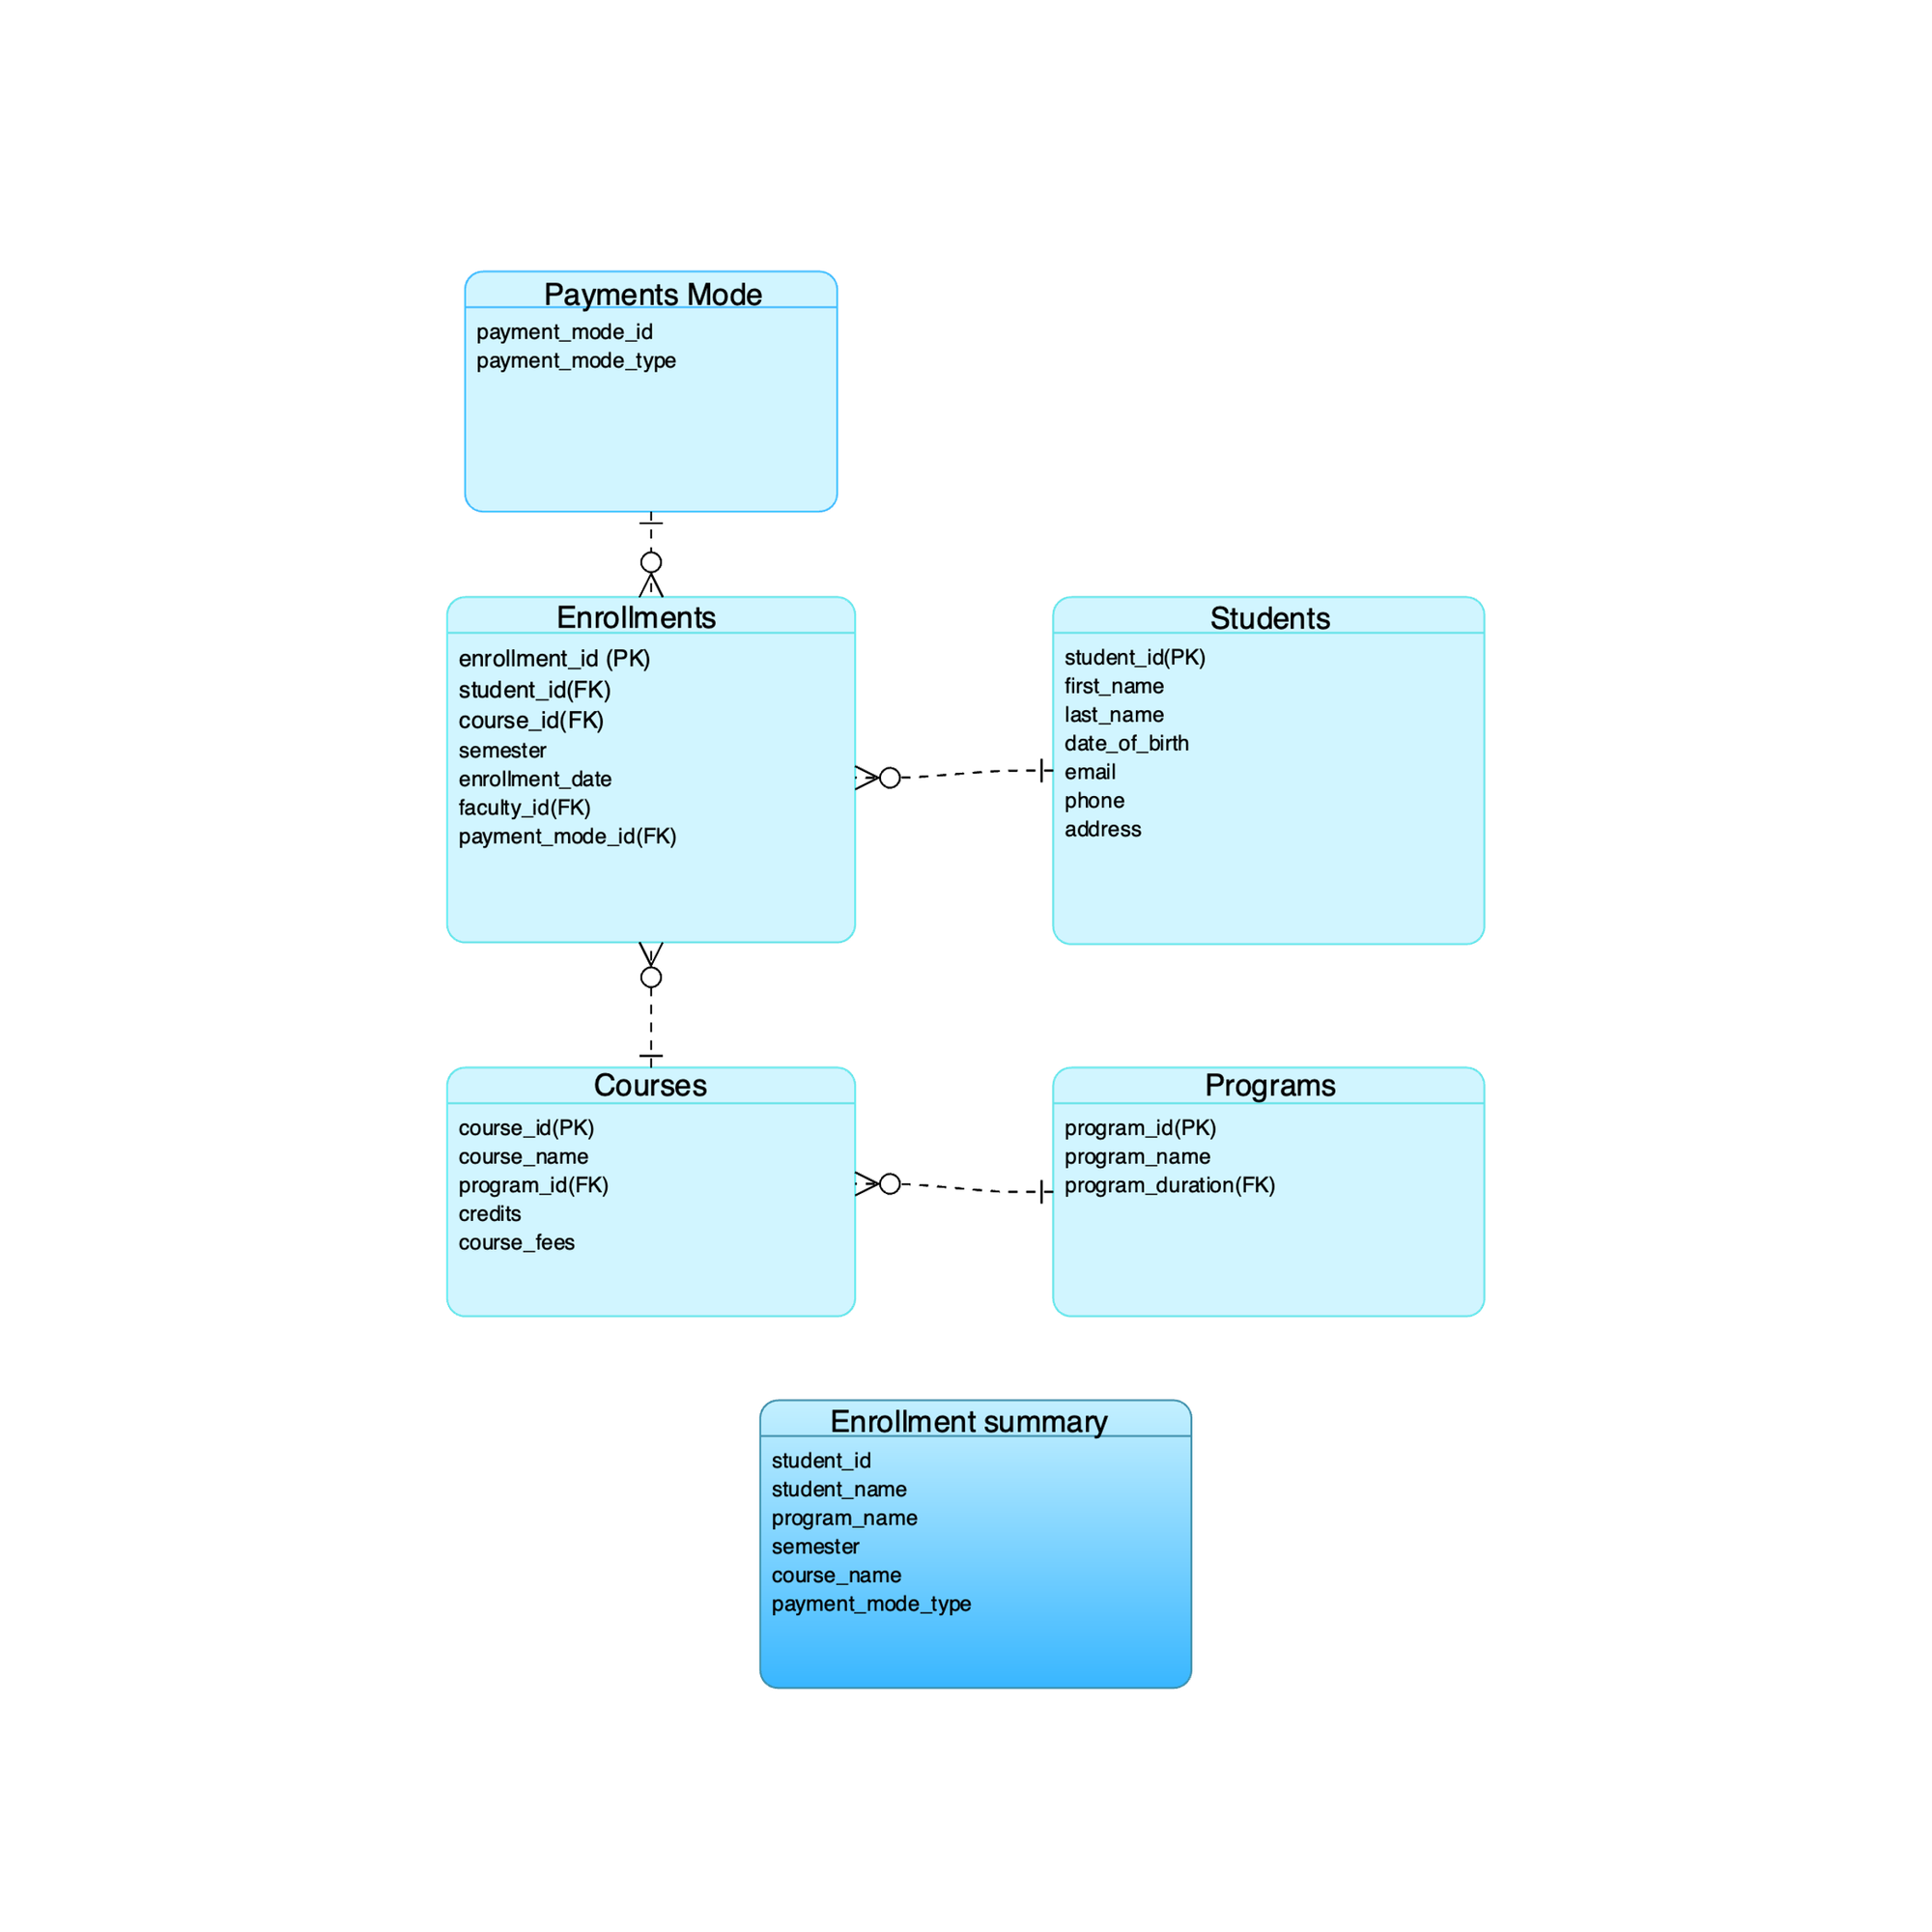 Payments Mode
payment_mode_id
payment_mode_type
Enrollments
enrollment_id (PK)
student_id(FK)
course_id(FK)
semester
enrollment_date
faculty_id(FK)
payment_mode_id(FK)
Students
student_id(PK)
first_name
last_name
date_of_birth
email
phone
address
Courses
course_id(PK)
course_name
program_id(FK)
credits
course_fees
Programs
program_id(PK)
program_name
program_duration(FK)
Enrollment summary
student_id
student_name
program_name
semester
course_name
payment_mode_type